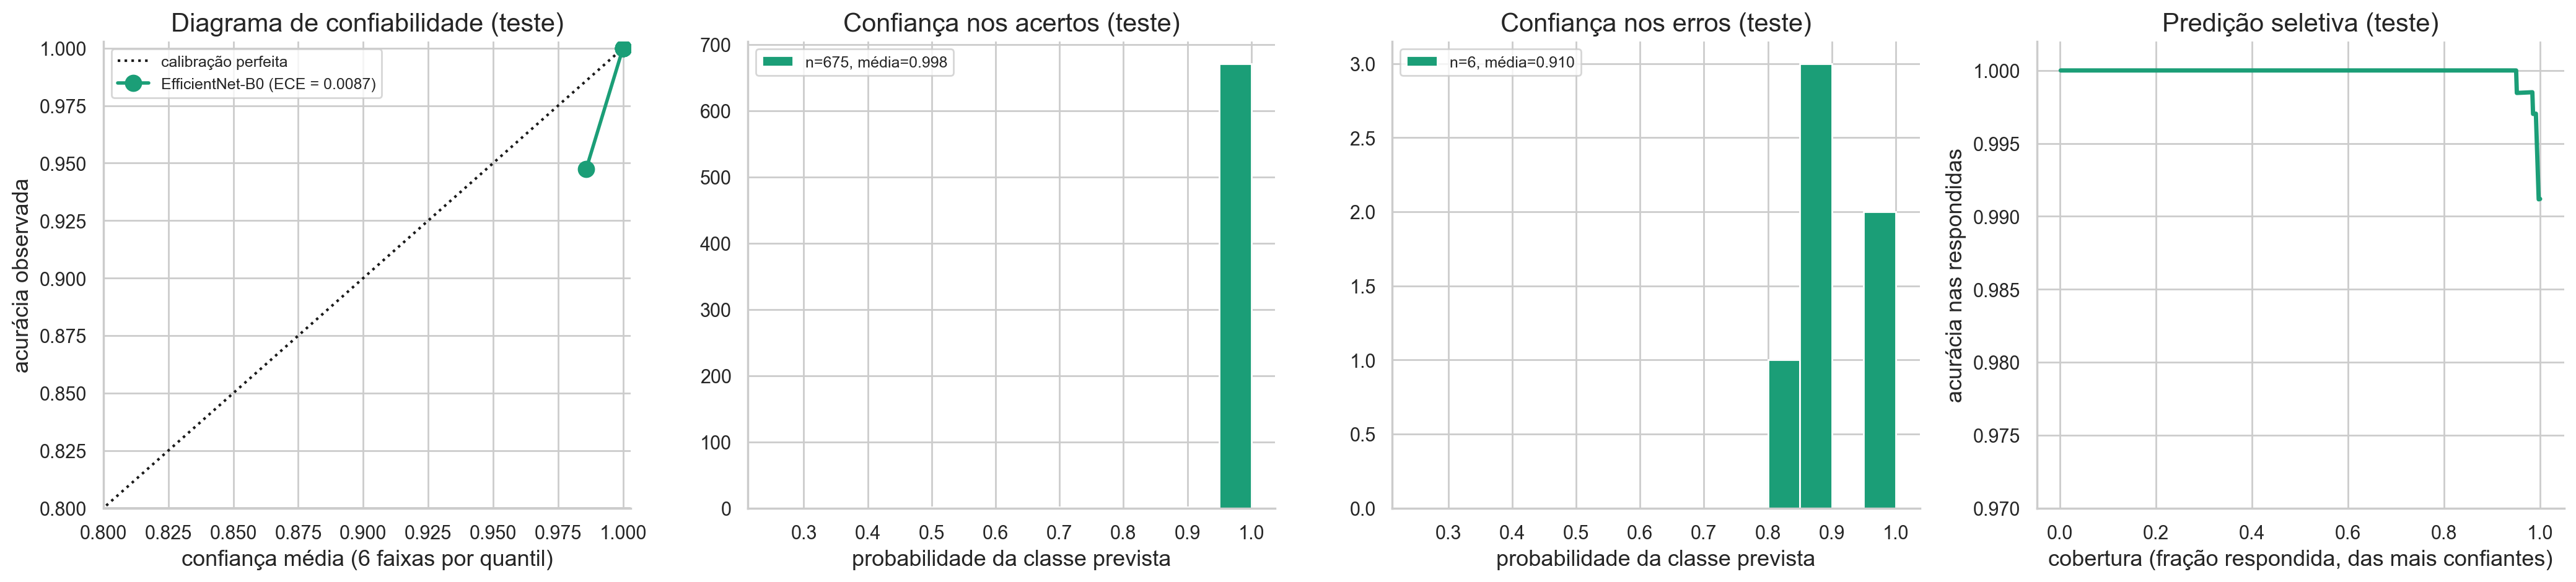 Diagrama de confiabilidade (teste)
calibração perfeita
EfficientNet-B0 (ECE = 0.0087)
1.000
0.975
0.950
0.925
0.900
0.875
0.850
0.825
0.800
acurácia observada
0.800 0.825 0.850 0.875 0.900 0.925 0.950 0.975 1.000
confiança média (6 faixas por quantil)
Confiança nos acertos (teste)
n=675, média=0.998
700
600
500
400
300
200
100
0
0.3 0.4 0.5 0.6 0.7 0.8 0.9 1.0
probabilidade da classe prevista
Confiança nos erros (teste)
n=6, média=0.910
3.0
2.5
2.0
1.5
1.0
0.5
0.0
0.3 0.4 0.5 0.6 0.7 0.8 0.9 1.0
probabilidade da classe prevista
Predição seletiva (teste)
1.000
0.995
0.990
0.985
0.980
0.975
0.970
acurácia nas respondidas
0.0 0.2 0.4 0.6 0.8 1.0
cobertura (fração respondida, das mais confiantes)